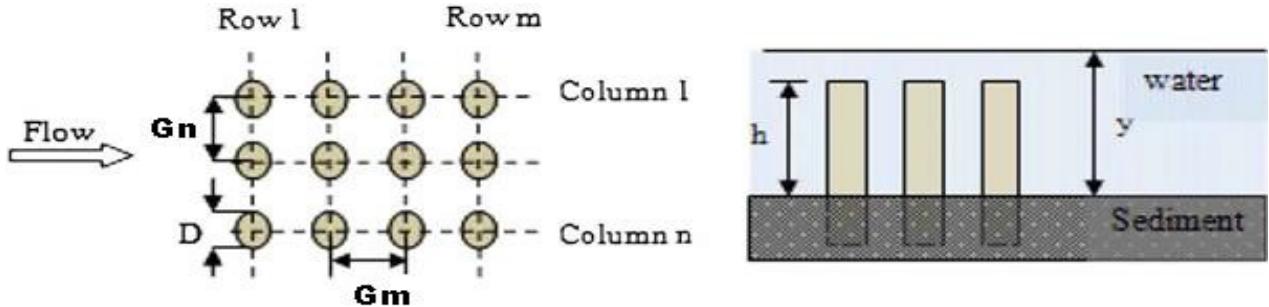 Row 1
Row m
Column 1
Gn
Flow
D
Column n
Gm
water
h
y
Sediment